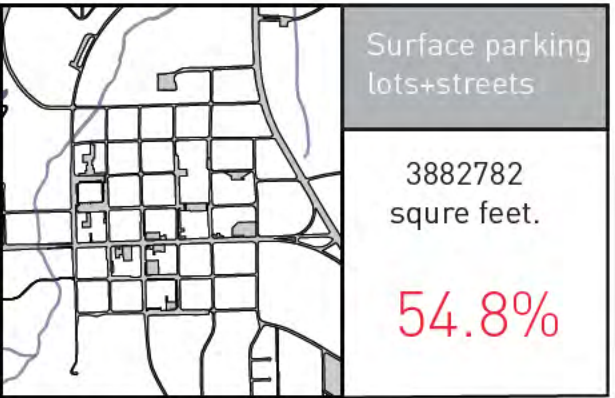 Surface parking
lots+streets
3882782
squre feet.
54.8%